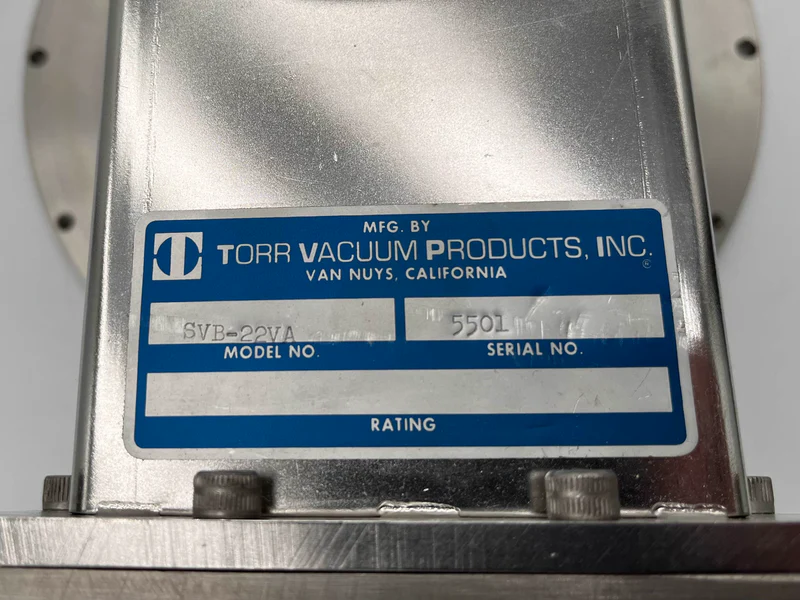 MFG. BY
TORR VACUUM PRODUCTS, INC.
VAN NUYS, CALIFORNIA
SVB-22VA 5501
MODEL NO. SERIAL NO.
RATING